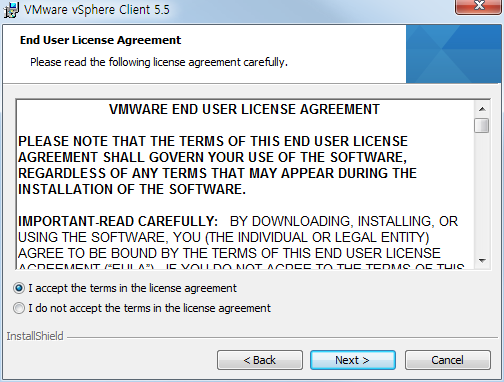 VMware vSphere Client 5.5
End User License Agreement
Please read the following license agreement carefully.
VMWARE END USER LICENSE AGREEMENT
PLEASE NOTE THAT THE TERMS OF THIS END USER LICENSE
AGREEMENT SHALL GOVERN YOUR USE OF THE SOFTWARE,
REGARDLESS OF ANY TERMS THAT MAY APPEAR DURING THE
INSTALLATION OF THE SOFTWARE.
IMPORTANT-READ CAREFULLY: BY DOWNLOADING, INSTALLING, OR
USING THE SOFTWARE, YOU (THE INDIVIDUAL OR LEGAL ENTITY)
AGREE TO BE BOUND BY THE TERMS OF THIS END USER LICENSE
AGREEMENT ("EULA"). IF YOU DO NOT AGREE TO THE TERMS OF THIS
I accept the terms in the license agreement
I do not accept the terms in the license agreement
InstallShield
< Back
Next >
Cancel